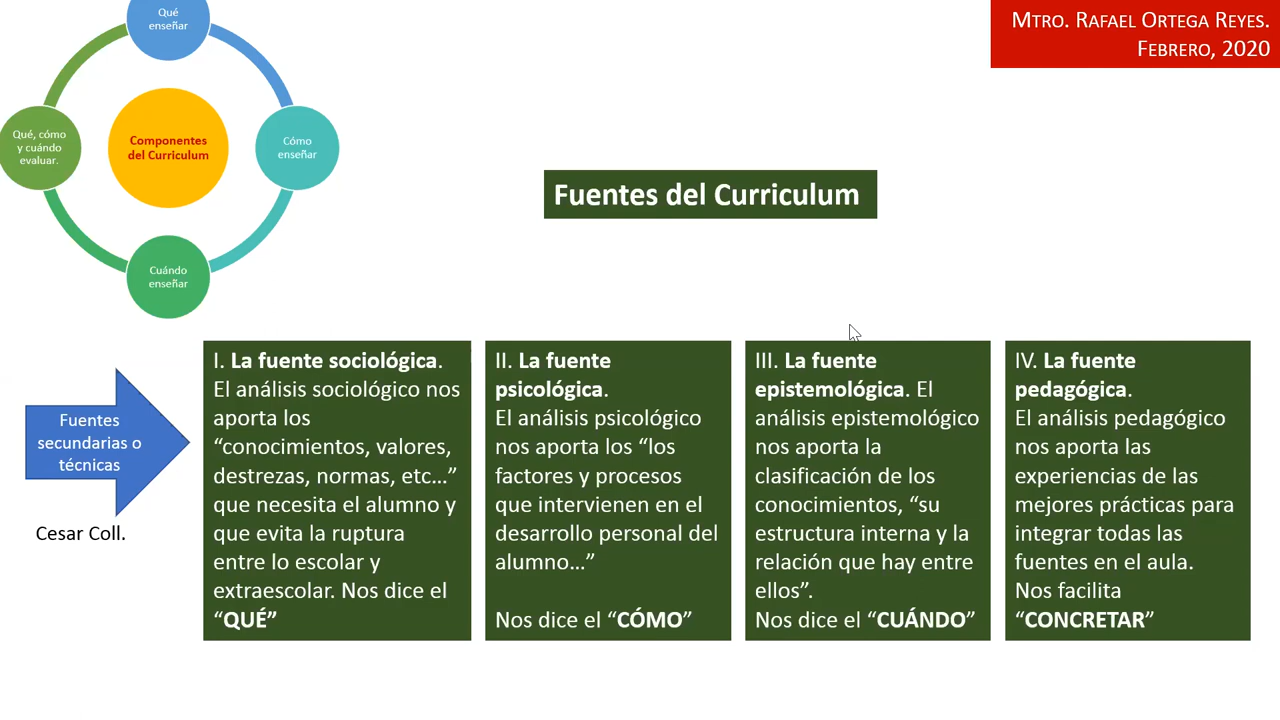 Qué
enseñar
MTRO. RAFAEL ORTEGA REYES.
FEBRERO, 2020
Qué, cómo
y cuándo
evaluar.
Componentes
del Curriculum
Cómo
enseñar
Cuándo
enseñar
Fuentes del Curriculum
Fuentes
secundarias o
técnicas
Cesar Coll.
I. La fuente sociológica.
El análisis sociológico nos
aporta los
“conocimientos, valores,
destrezas, normas, etc…”
que necesita el alumno y
que evita la ruptura
entre lo escolar y
extraescolar. Nos dice el
“QUÉ”
II. La fuente
psicológica.
El análisis psicológico
nos aporta los “los
factores y procesos
que intervienen en el
desarrollo personal del
alumno…”
Nos dice el “CÓMO”
III. La fuente
epistemológica. El
análisis epistemológico
nos aporta la
clasificación de los
conocimientos, “su
estructura interna y la
relación que hay entre
ellos”.
Nos dice el “CUÁNDO”
IV. La fuente
pedagógica.
El análisis pedagógico
nos aporta las
experiencias de las
mejores prácticas para
integrar todas las
fuentes en el aula.
Nos facilita
“CONCRETAR”